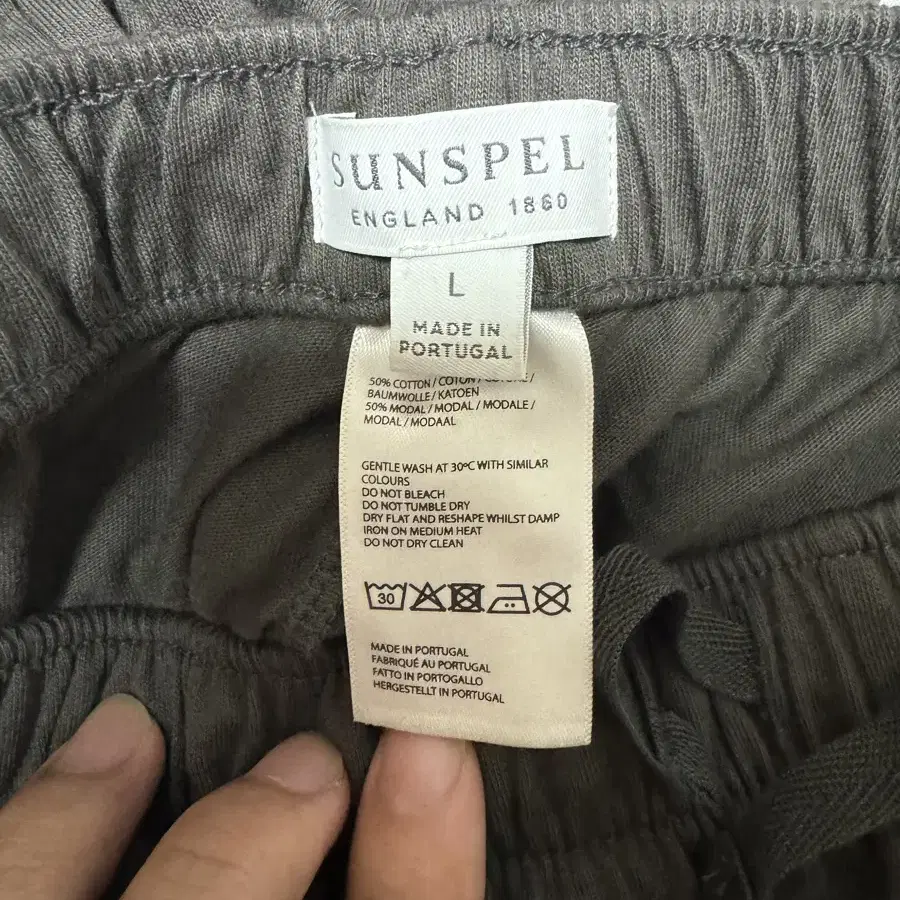 SUNSPEL
ENGLAND 1860
L
MADE IN
PORTUGAL
50% COTTON / COTON /
BAUMWOLLE / KATOEN
50% MODAL / MODAL / MODALE /
MODAL / MODAAL
GENTLE WASH AT 30ºC WITH SIMILAR
COLOURS
DO NOT BLEACH
DO NOT TUMBLE DRY
DRY FLAT AND RESHAPE WHILST DAMP
IRON ON MEDIUM HEAT
DO NOT DRY CLEAN
30
MADE IN PORTUGAL
FABRIQUÉ AU PORTUGAL
FATTO IN PORTOGALLO
HERGESTELLT IN PORTUGAL